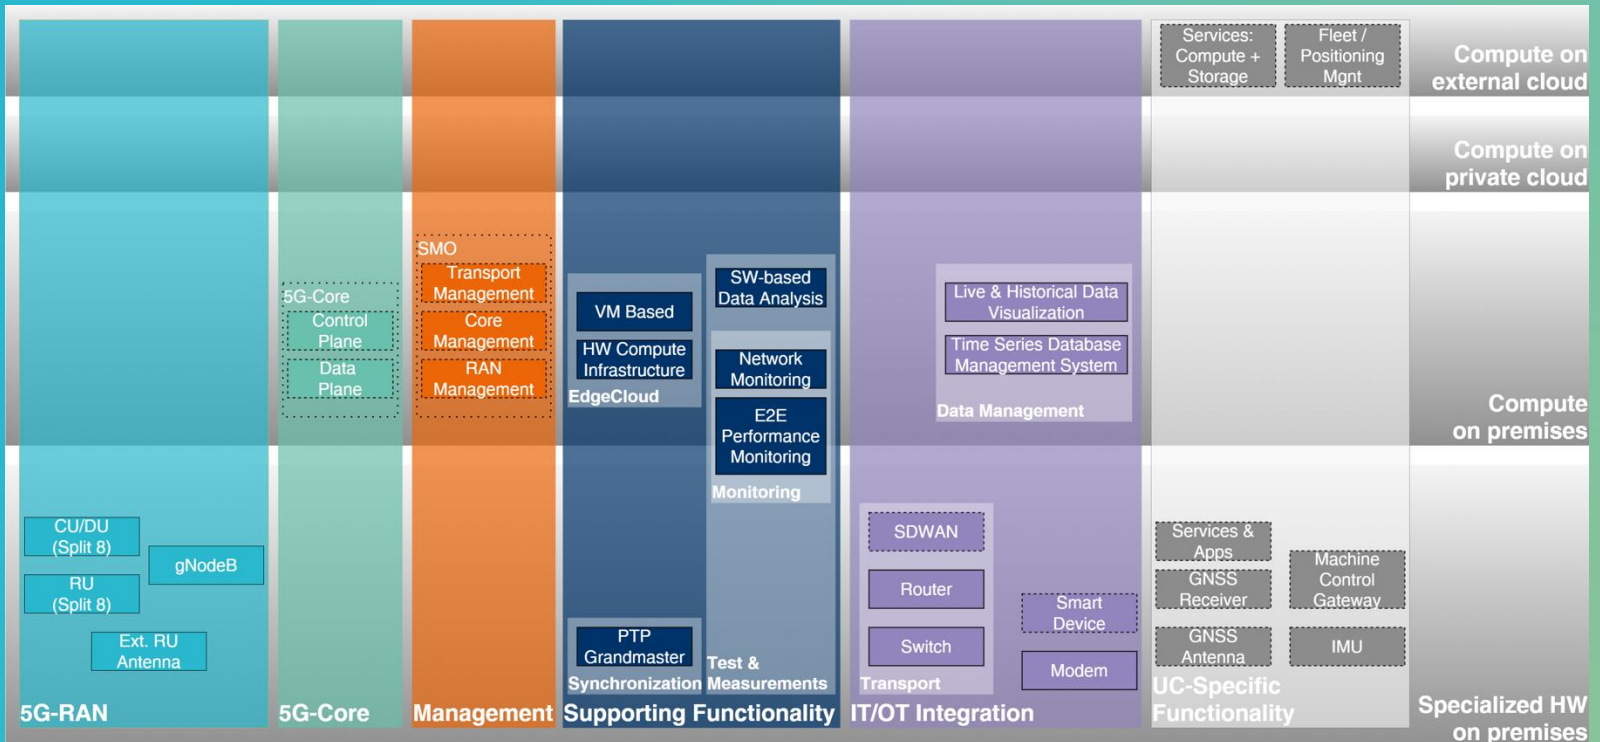 Services:
Compute +
Storage
Fleet /
Positioning
Mgnt
Compute on
external cloud
Compute on
private cloud
SMO
Transport
Management
Core
Management
RAN
Management
5G-Core
Control
Plane
Data
Plane
VM Based
HW Compute
Infrastructure
EdgeCloud
SW-based
Data Analysis
Network
Monitoring
E2E
Performance
Monitoring
Monitoring
Live & Historical Data
Visualization
Time Series Database
Management System
Data Management
Compute
on premises
CU/DU
(Split 8)
gNodeB
RU
(Split 8)
Ext. RU
Antenna
PTP
Grandmaster
Synchronization
Test &
Measurements
SDWAN
Router
Switch
Transport
Smart
Device
Modem
Services &
Apps
GNSS
Receiver
GNSS
Antenna
Machine
Control
Gateway
IMU
5G-RAN
5G-Core
Management
Supporting Functionality
IT/OT Integration
UC-Specific
Functionality
Specialized HW
on premises